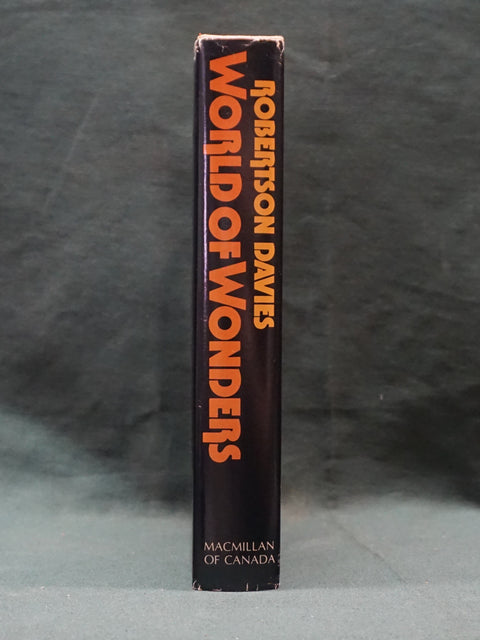 ROBERTSON DAVIES
WORLD OF WONDERS
MACMILLAN
OF CANADA